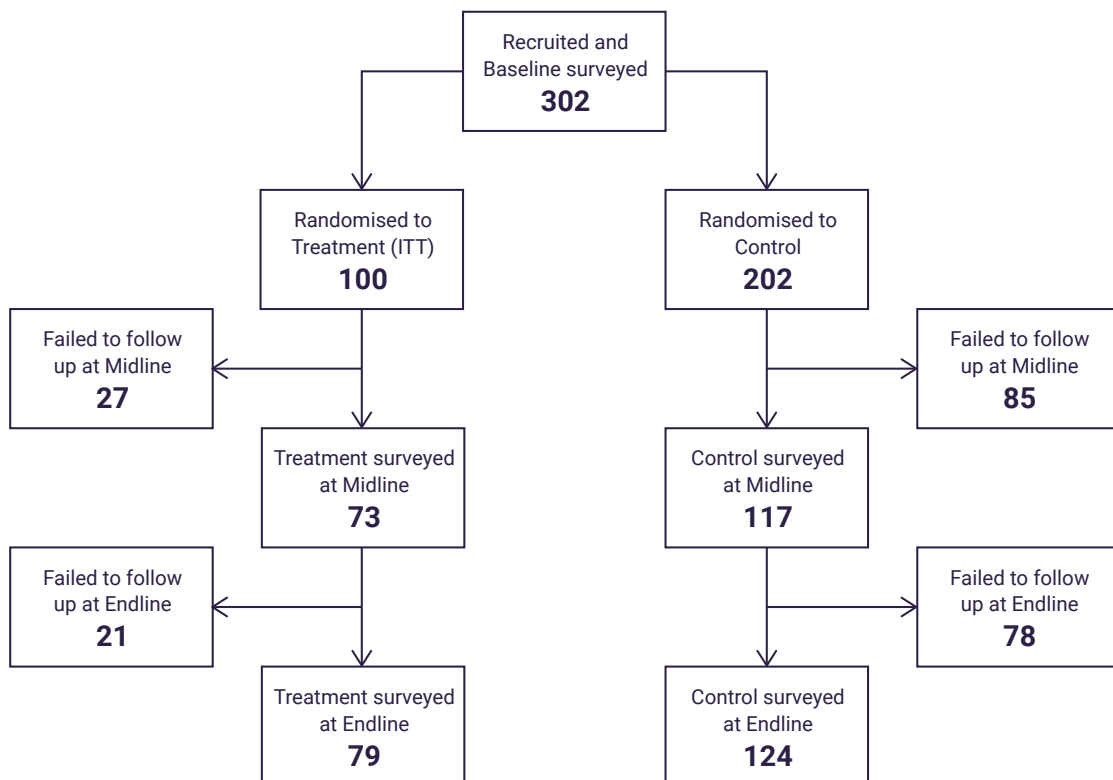 Recruited and
Baseline surveyed
302
Randomised to
Treatment (ITT)
100
Randomised to
Control
202
Failed to follow
up at Midline
27
Failed to follow
up at Midline
85
Treatment surveyed
at Midline
73
Control surveyed
at Midline
117
Failed to follow
up at Endline
21
Failed to follow
up at Endline
78
Treatment surveyed
at Endline
79
Control surveyed
at Endline
124